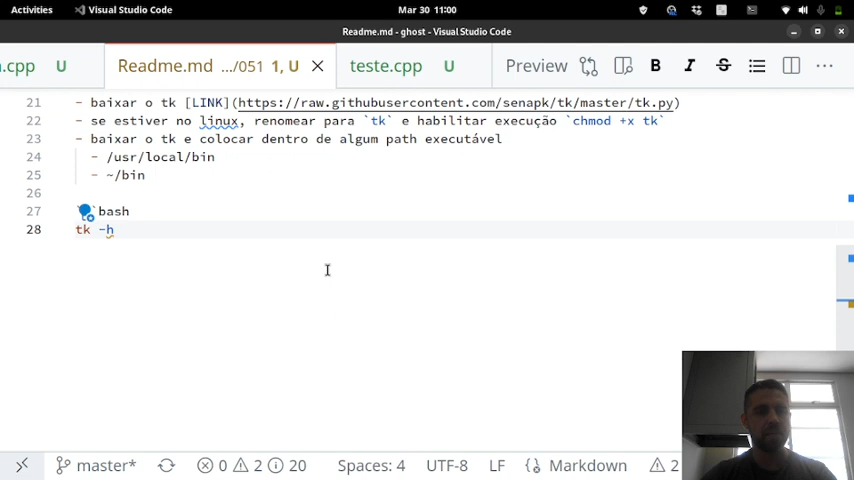 Activities Visual Studio Code Mar 30 11:00
Readme.md - ghost - Visual Studio Code
.cpp U Readme.md .../051 1, U teste.cpp U Preview B I S
21 - baixar o tk [LINK](https://raw.githubusercontent.com/senapk/tk/master/tk.py)
22 - se estiver no linux, renomear para `tk` e habilitar execução `chmod +x tk`
23 - baixar o tk e colocar dentro de algum path executável
24 - /usr/local/bin
25 - ~/bin
26
27 bash
28 tk -h
master* 0 2 20 Spaces: 4 UTF-8 LF Markdown 2